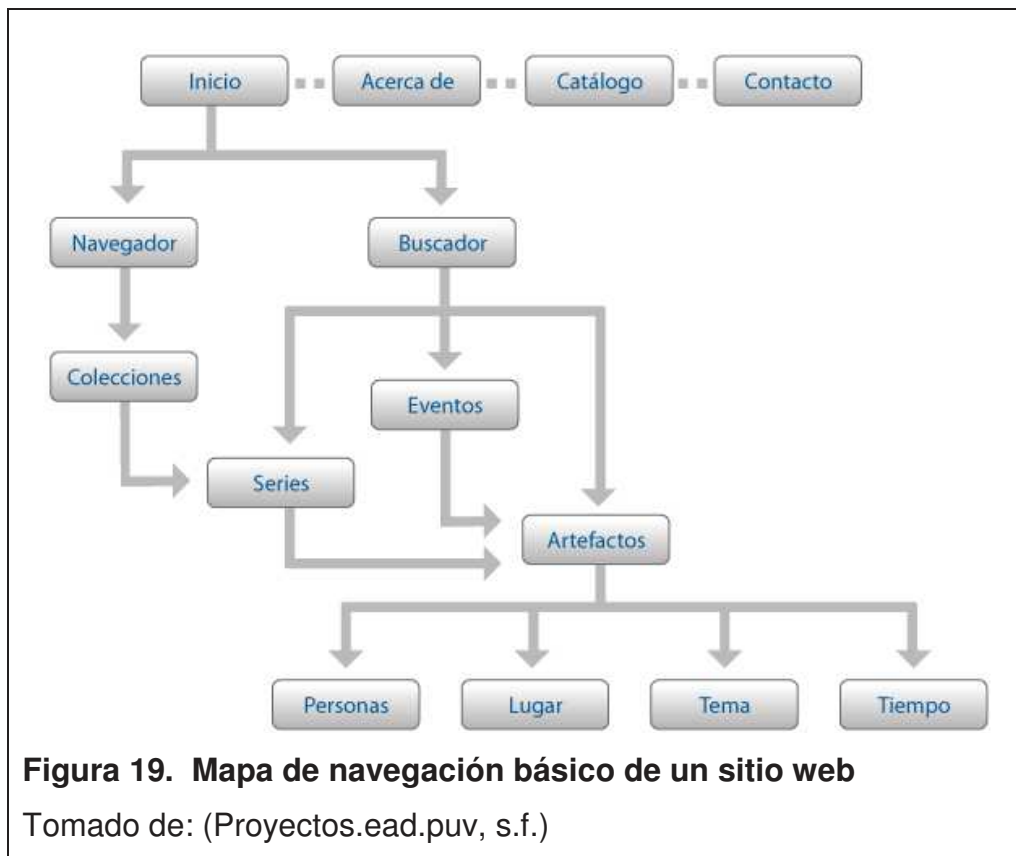 Inicio
Acerca de
Catálogo
Contacto
Navegador
Buscador
Colecciones
Eventos
Series
Artefactos
Personas
Lugar
Tema
Tiempo
Figura 19. Mapa de navegación básico de un sitio web
Tomado de: (Proyectos.ead.puv, s.f.)